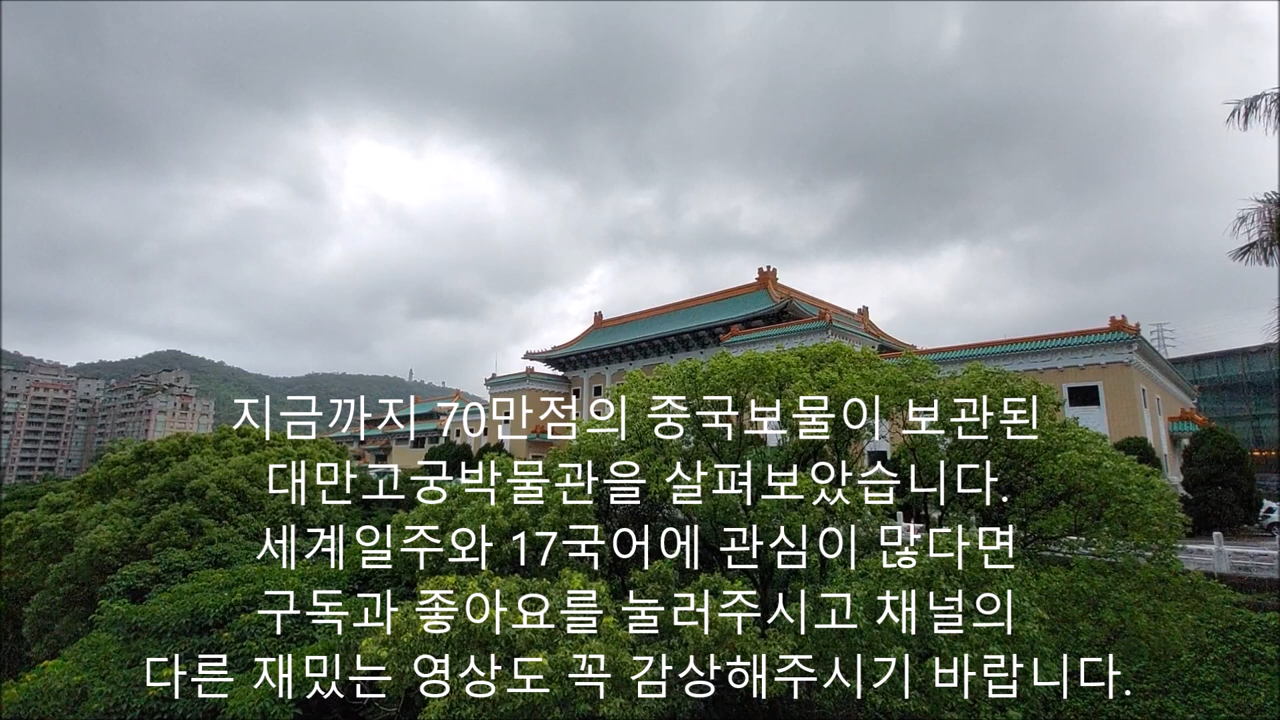 지금까지 70만점의 중국보물이 보관된
대만고궁박물관을 살펴보았습니다.
세계일주와 17국어에 관심이 많다면
구독과 좋아요를 눌러주시고 채널의
다른 재밌는 영상도 꼭 감상해주시기 바랍니다.